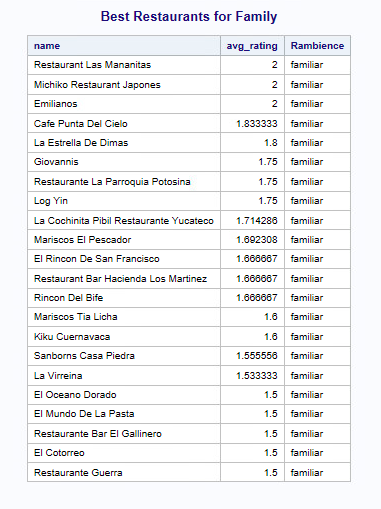 Best Restaurants for Family
name avg_rating Rambience
Restaurant Las Mananitas 2 familiar
Michiko Restaurant Japones 2 familiar
Emilianos 2 familiar
Cafe Punta Del Cielo 1.833333 familiar
La Estrella De Dimas 1.8 familiar
Giovannis 1.75 familiar
Restaurante La Parroquia Potosina 1.75 familiar
Log Yin 1.75 familiar
La Cochinita Pibil Restaurante Yucateco 1.714286 familiar
Mariscos El Pescador 1.692308 familiar
El Rincon De San Francisco 1.666667 familiar
Restaurant Bar Hacienda Los Martinez 1.666667 familiar
Rincon Del Bife 1.666667 familiar
Mariscos Tia Licha 1.6 familiar
Kiku Cuernavaca 1.6 familiar
Sanborns Casa Piedra 1.555556 familiar
La Virreina 1.533333 familiar
El Oceano Dorado 1.5 familiar
El Mundo De La Pasta 1.5 familiar
Restaurante Bar El Gallinero 1.5 familiar
El Cotorreo 1.5 familiar
Restaurante Guerra 1.5 familiar